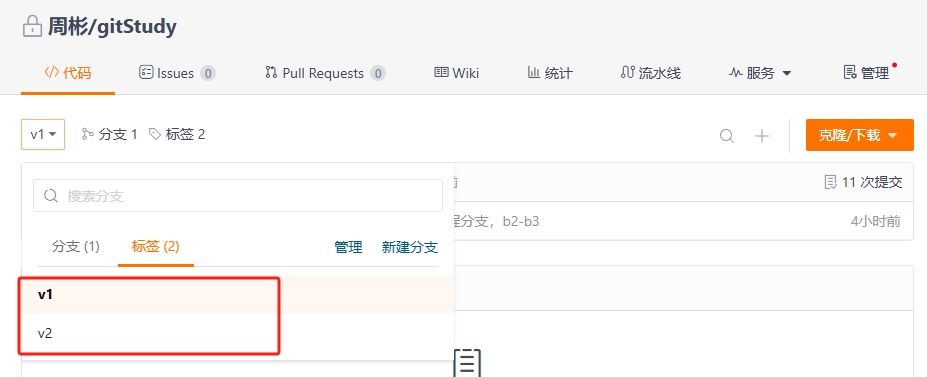 周彬/gitStudy
代码 Issues 0 Pull Requests 0 Wiki 统计 流水线 服务 管理
v1 分支 1 标签 2 克隆/下载
搜索分支 前 11 次提交
程分支，b2-b3 4小时前
分支 (1) 标签 (2) 管理 新建分支
v1
v2